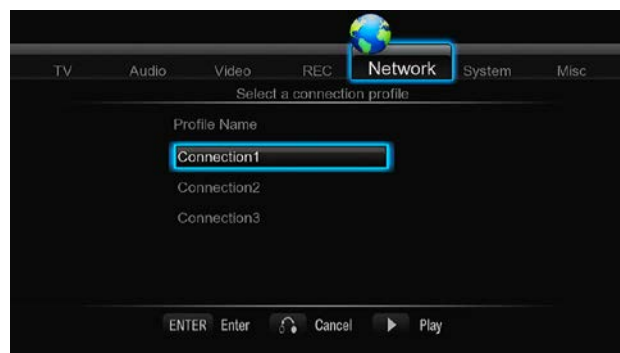 TV Audio Video REC Network System Misc
Select a connection profile
Profile Name
Connection1
Connection2
Connection3
ENTER Enter Cancel Play